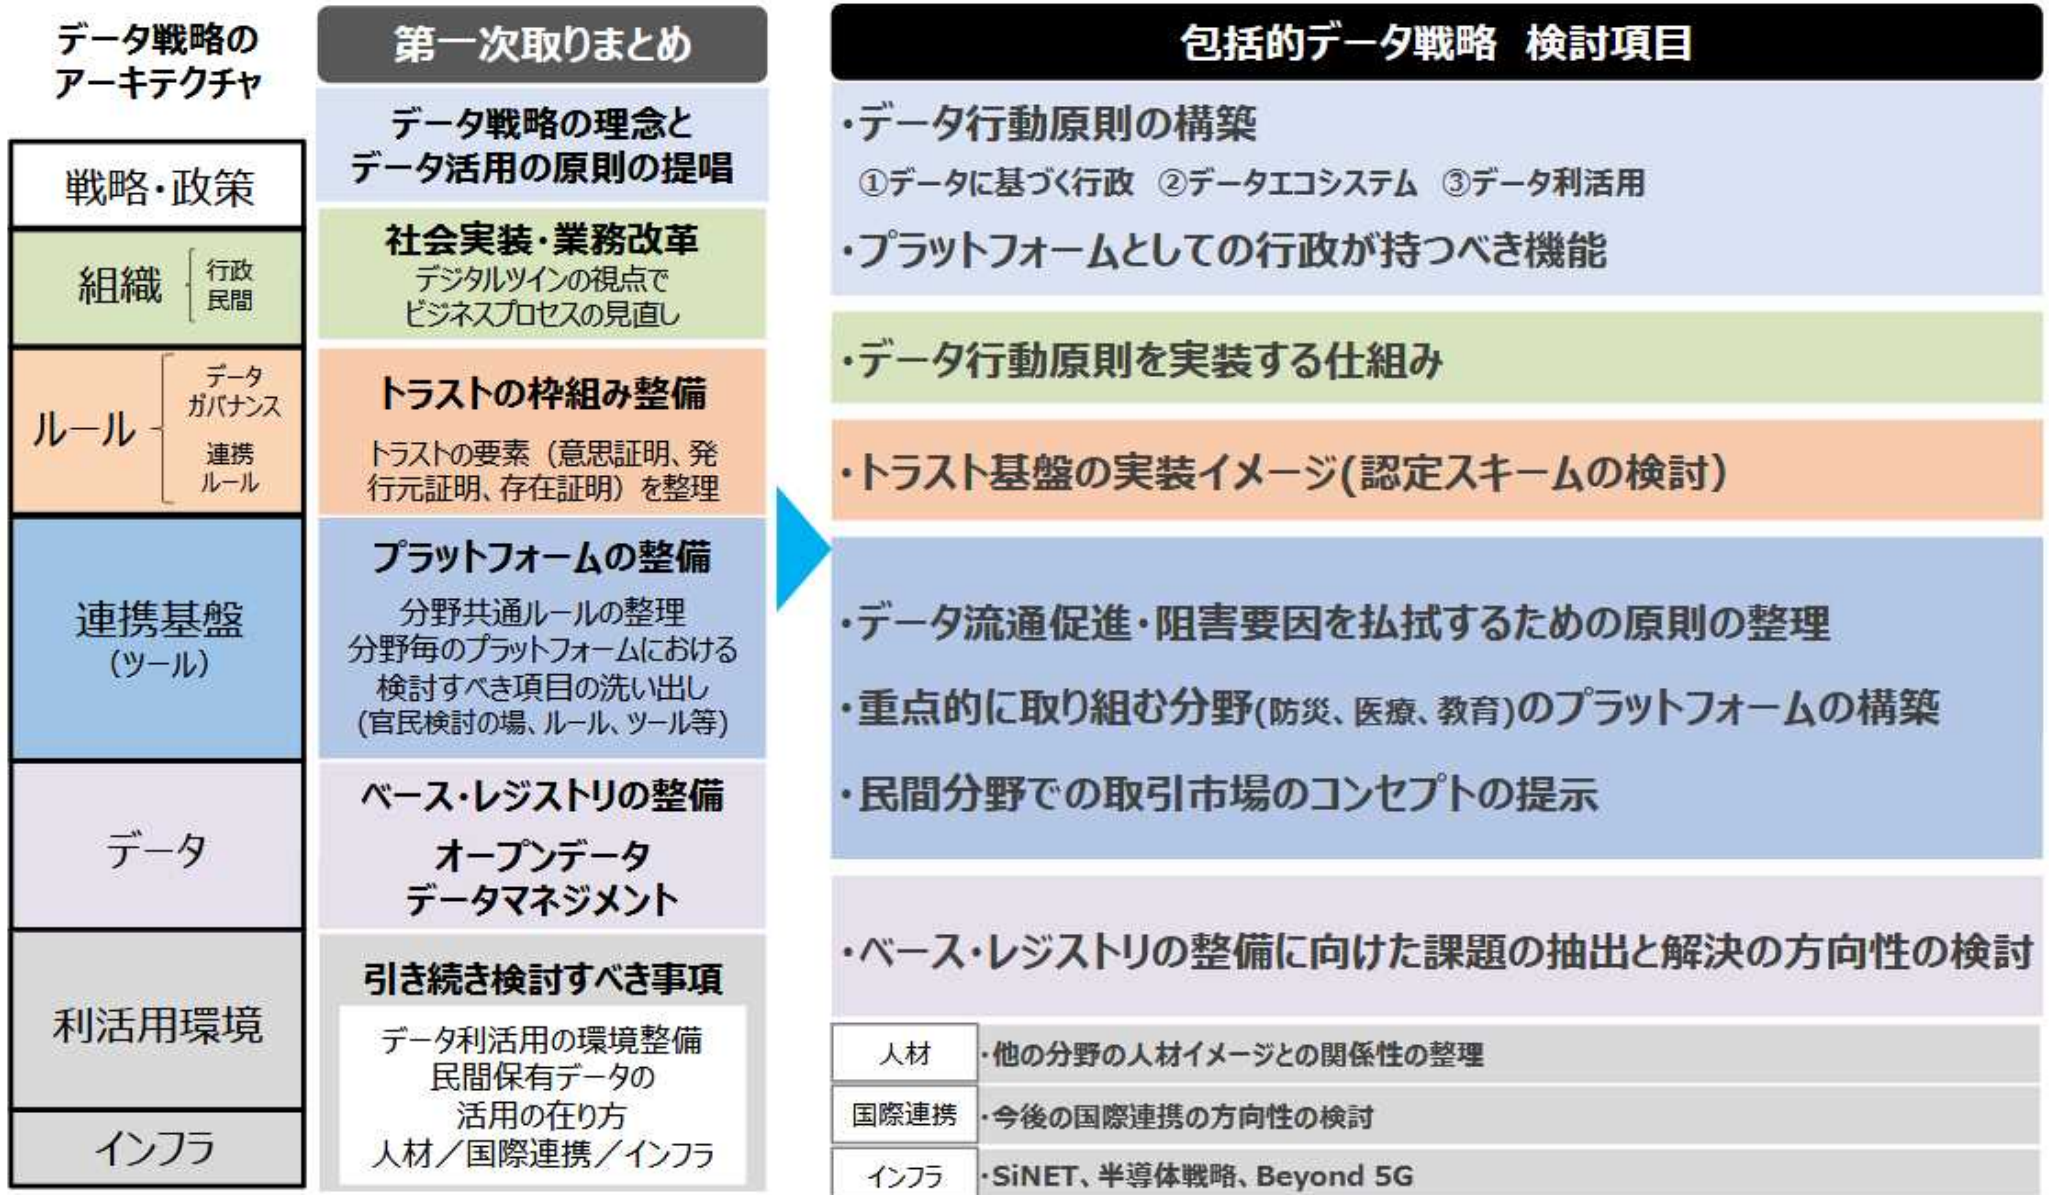 データ戦略の
アーキテクチャ
戦略・政策
組織
行政
民間
ルール
データ
ガバナンス
連携
ルール
連携基盤
（ツール）
データ
利活用環境
インフラ
第一次取りまとめ
データ戦略の理念と
データ活用の原則の提唱
社会実装・業務改革
デジタルツインの視点で
ビジネスプロセスの見直し
トラストの枠組み整備
トラストの要素（意思証明、発
行元証明、存在証明）を整理
プラットフォームの整備
分野共通ルールの整理
分野毎のプラットフォームにおける
検討すべき項目の洗い出し
(官民検討の場、ルール、ツール等)
ベース・レジストリの整備
オープンデータ
データマネジメント
引き続き検討すべき事項
データ利活用の環境整備
民間保有データの
活用の在り方
人材／国際連携／インフラ
包括的データ戦略 検討項目
・データ行動原則の構築
①データに基づく行政 ②データエコシステム ③データ利活用
・プラットフォームとしての行政が持つべき機能
・データ行動原則を実装する仕組み
・トラスト基盤の実装イメージ(認定スキームの検討）
・データ流通促進・阻害要因を払拭するための原則の整理
・重点的に取り組む分野(防災、医療、教育)のプラットフォームの構築
・民間分野での取引市場のコンセプトの提示
・ベース・レジストリの整備に向けた課題の抽出と解決の方向性の検討
人材 ・他の分野の人材イメージとの関係性の整理
国際連携 ・今後の国際連携の方向性の検討
インフラ ・SiNET、半導体戦略、Beyond 5G